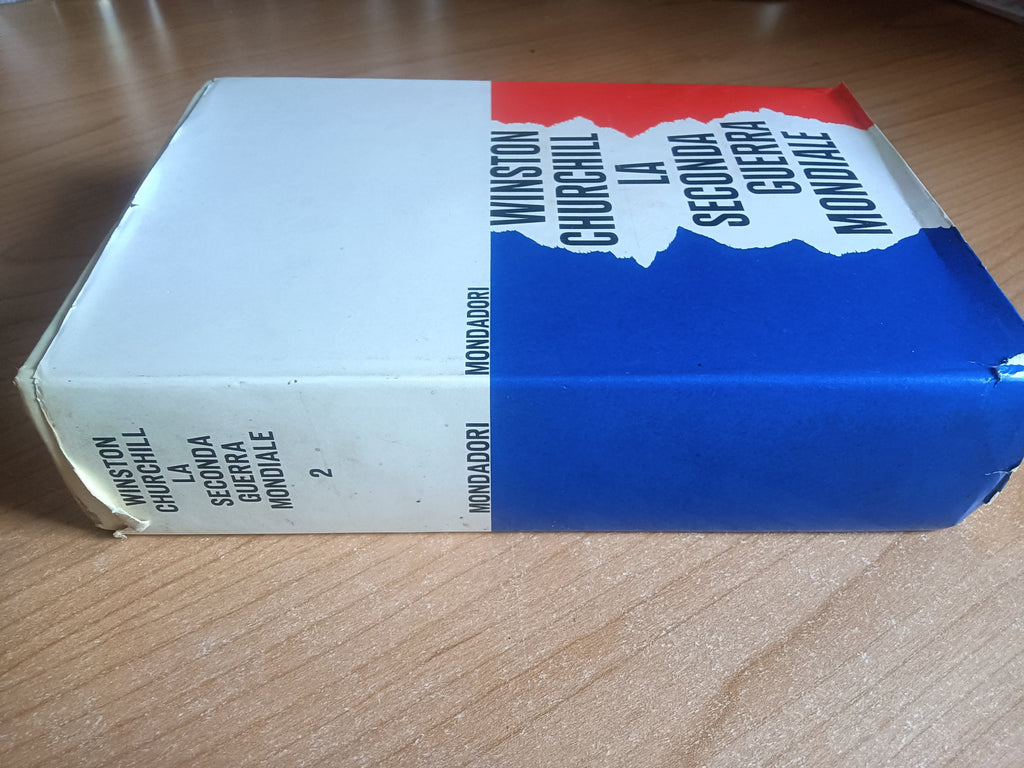 WINSTON
CHURCHILL
LA
SECONDA
GUERRA
MONDIALE
MONDADORI
WINSTON
CHURCHILL
LA
SECONDA
GUERRA
MONDIALE
2
MONDADORI